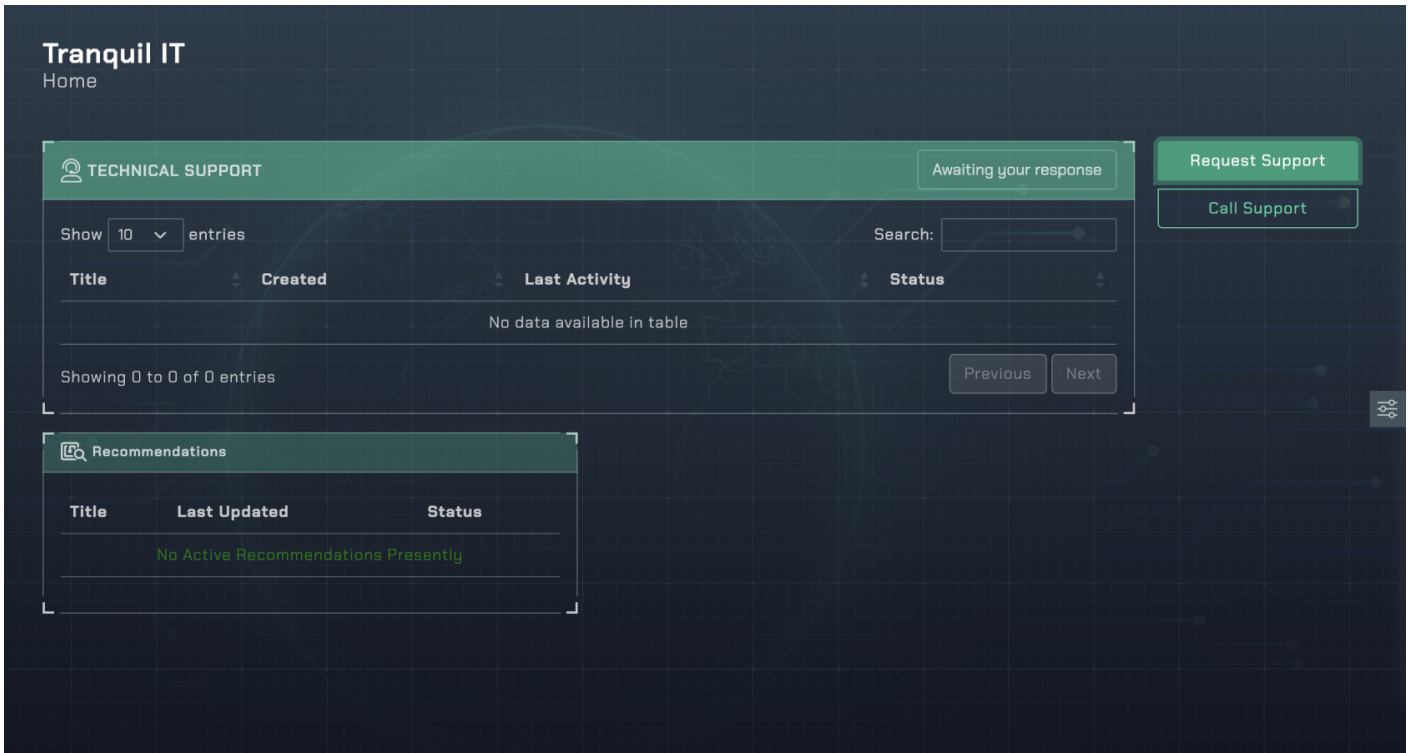 Tranquil IT
Home
TECHNICAL SUPPORT
Awaiting your response
Request Support
Call Support
Show 10 entries
Search:
Title Created Last Activity Status
No data available in table
Showing 0 to 0 of 0 entries
Previous Next
Recommendations
Title Last Updated Status
No Active Recommendations Presently